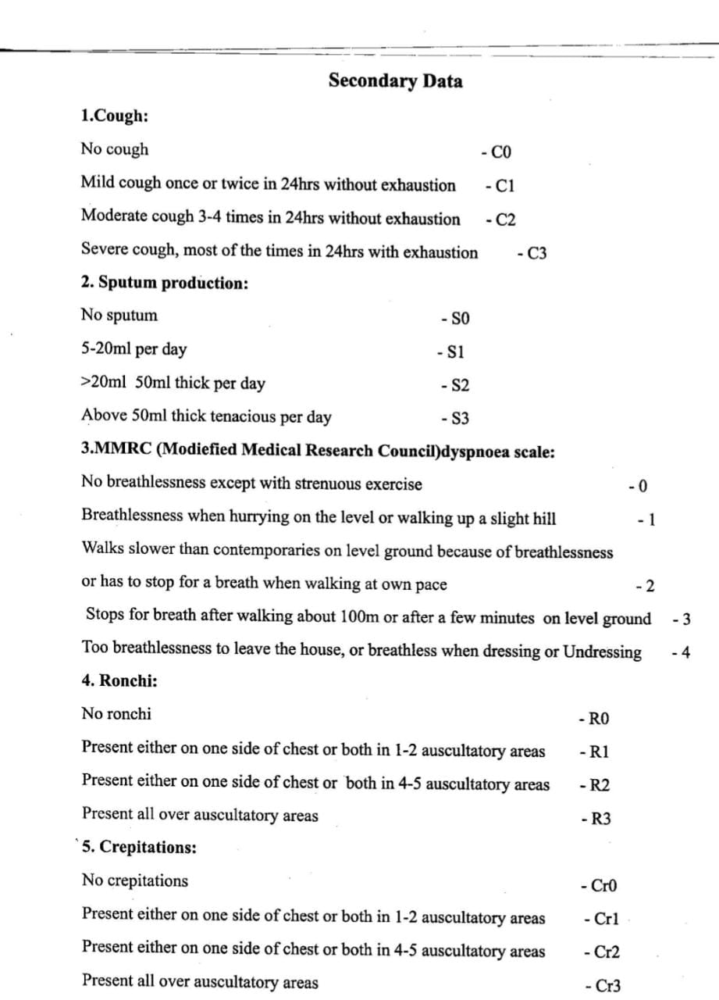 Secondary Data
1.Cough:
No cough - C0
Mild cough once or twice in 24hrs without exhaustion - C1
Moderate cough 3-4 times in 24hrs without exhaustion - C2
Severe cough, most of the times in 24hrs with exhaustion - C3
2. Sputum production:
No sputum - S0
5-20ml per day - S1
>20ml 50ml thick per day - S2
Above 50ml thick tenacious per day - S3
3.MMRC (Modiefied Medical Research Council)dyspnoea scale:
No breathlessness except with strenuous exercise - 0
Breathlessness when hurrying on the level or walking up a slight hill - 1
Walks slower than contemporaries on level ground because of breathlessness
or has to stop for a breath when walking at own pace - 2
Stops for breath after walking about 100m or after a few minutes on level ground - 3
Too breathlessness to leave the house, or breathless when dressing or Undressing - 4
4. Ronchi:
No ronchi - R0
Present either on one side of chest or both in 1-2 auscultatory areas - R1
Present either on one side of chest or both in 4-5 auscultatory areas - R2
Present all over auscultatory areas - R3
5. Crepitations:
No crepitations - Cr0
Present either on one side of chest or both in 1-2 auscultatory areas - Cr1
Present either on one side of chest or both in 4-5 auscultatory areas - Cr2
Present all over auscultatory areas - Cr3